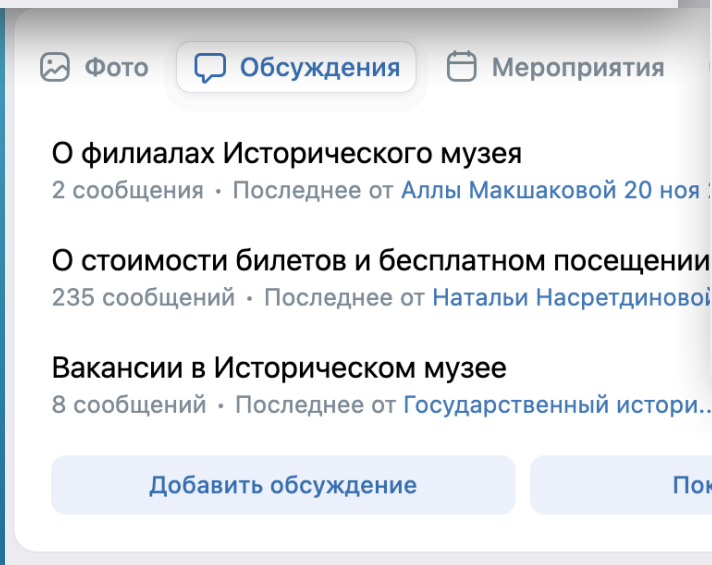 Фото Обсуждения Мероприятия
О филиалах Исторического музея
2 сообщения · Последнее от Аллы Макшаковой 20 ноя
О стоимости билетов и бесплатном посещении
235 сообщений · Последнее от Натальи Насретдиновой
Вакансии в Историческом музее
8 сообщений · Последнее от Государственный истори...
Добавить обсуждение